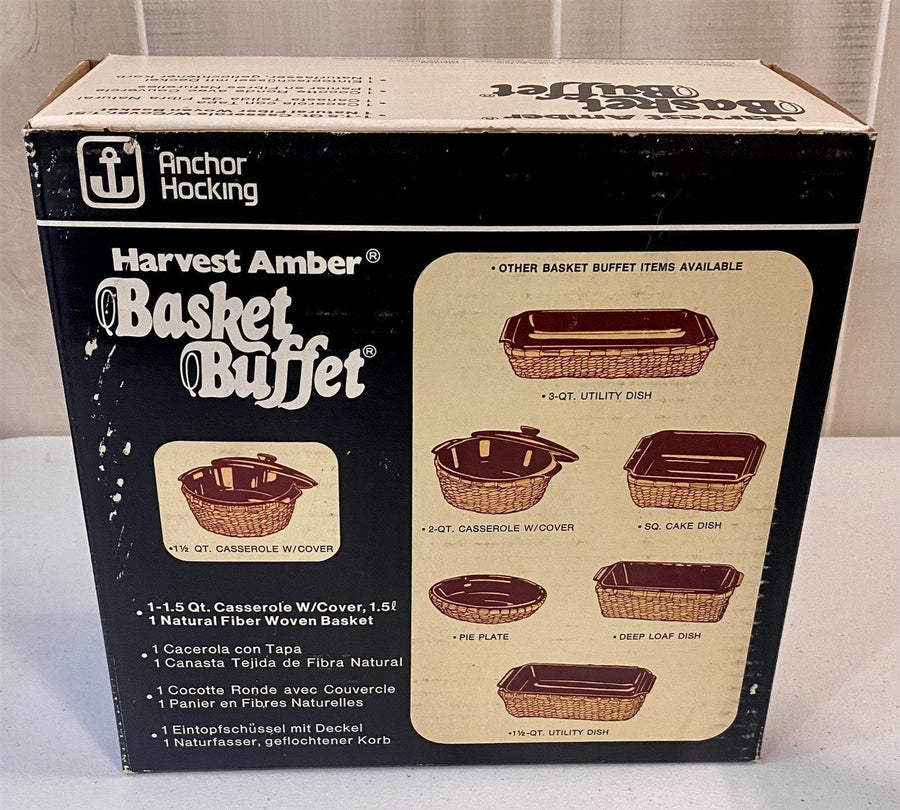 Harvest Amber®
Basket
Buffet®
Anchor
Hocking
Harvest Amber®
Basket
Buffet®
• 1½ QT. CASSEROLE W/COVER
• 1-1.5 Qt. Casserole W/Cover, 1.5ℓ
1 Natural Fiber Woven Basket
• 1 Cacerola con Tapa
1 Canasta Tejida de Fibra Natural
• 1 Cocotte Ronde avec Couvercle
1 Panier en Fibres Naturelles
• 1 Eintopfschüssel mit Deckel
1 Naturfasser, geflochtener Korb
• OTHER BASKET BUFFET ITEMS AVAILABLE
• 3-QT. UTILITY DISH
• 2-QT. CASSEROLE W/COVER
• SQ. CAKE DISH
• PIE PLATE
• DEEP LOAF DISH
• 1½-QT. UTILITY DISH